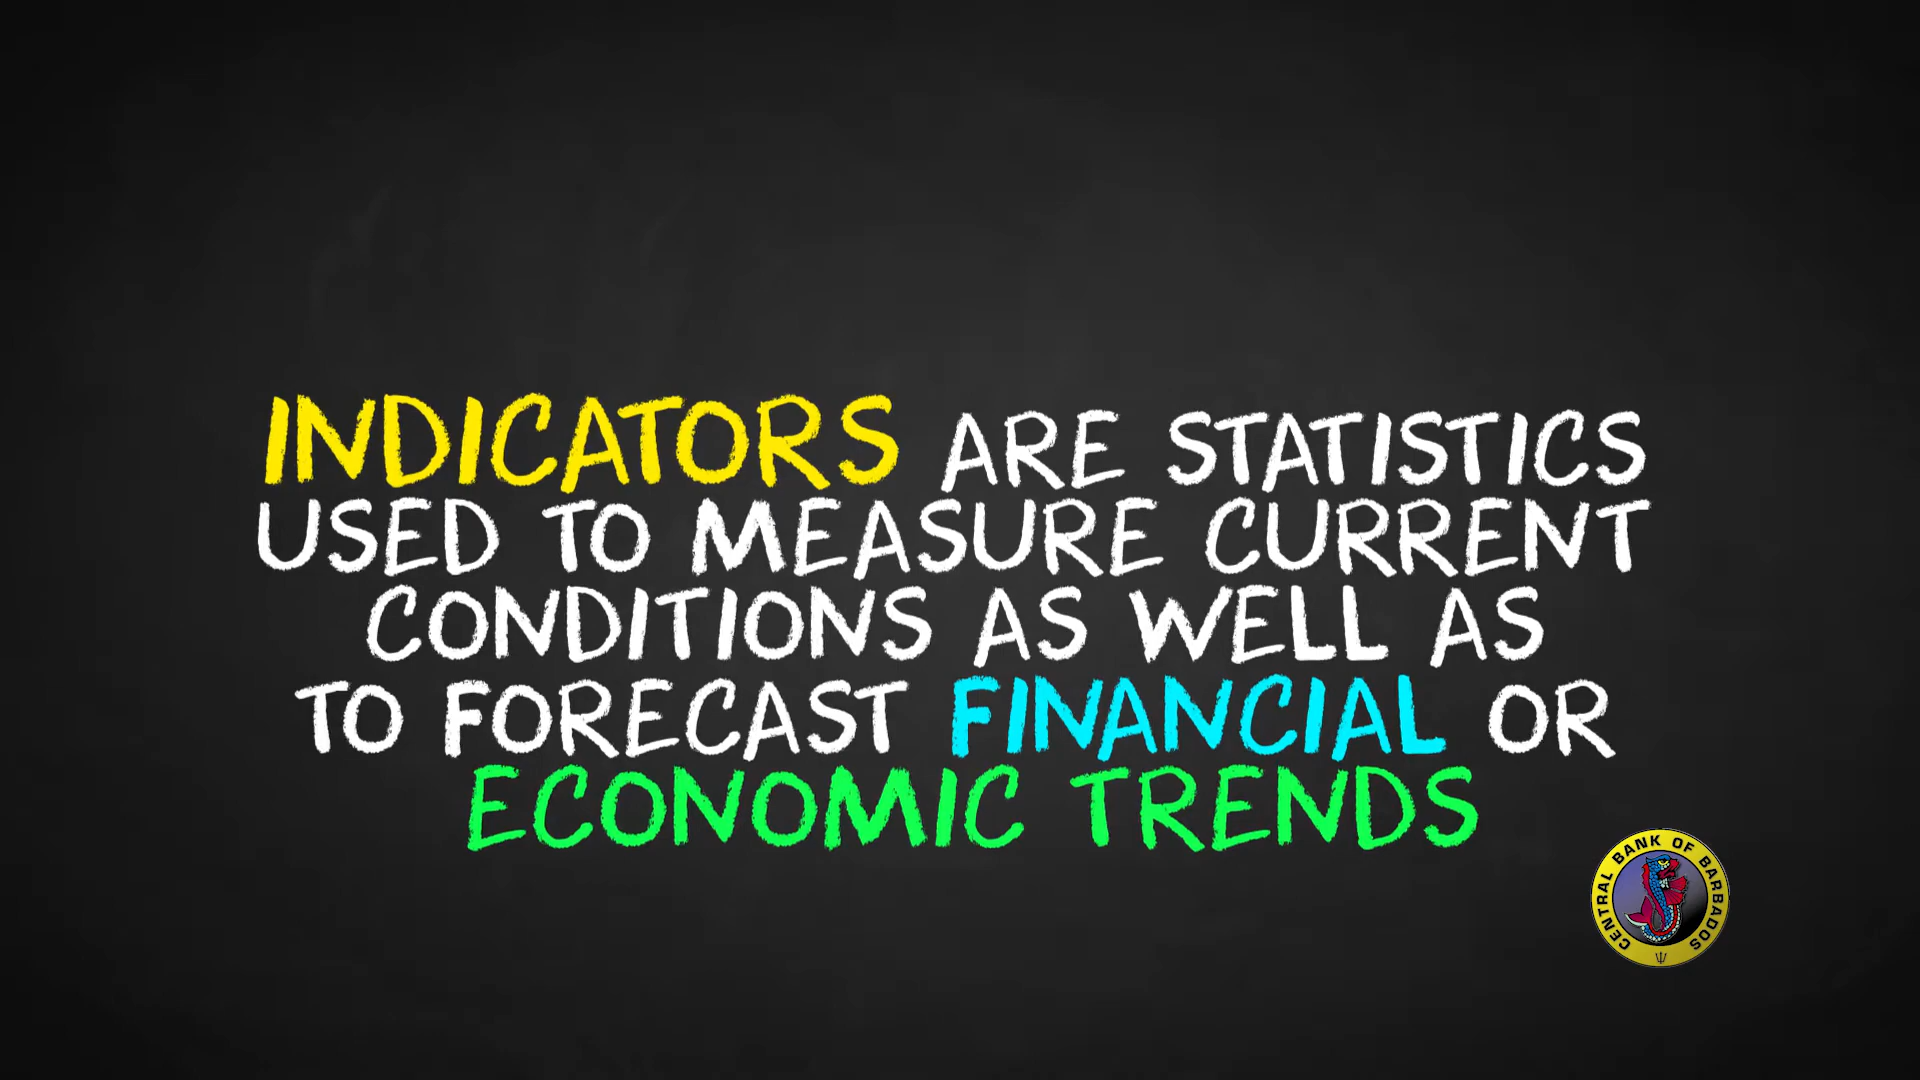 INDICATORS ARE STATISTICS
USED TO MEASURE CURRENT
CONDITIONS AS WELL AS
TO FORECAST FINANCIAL OR
ECONOMIC TRENDS
CENTRAL BANK OF BARBADOS